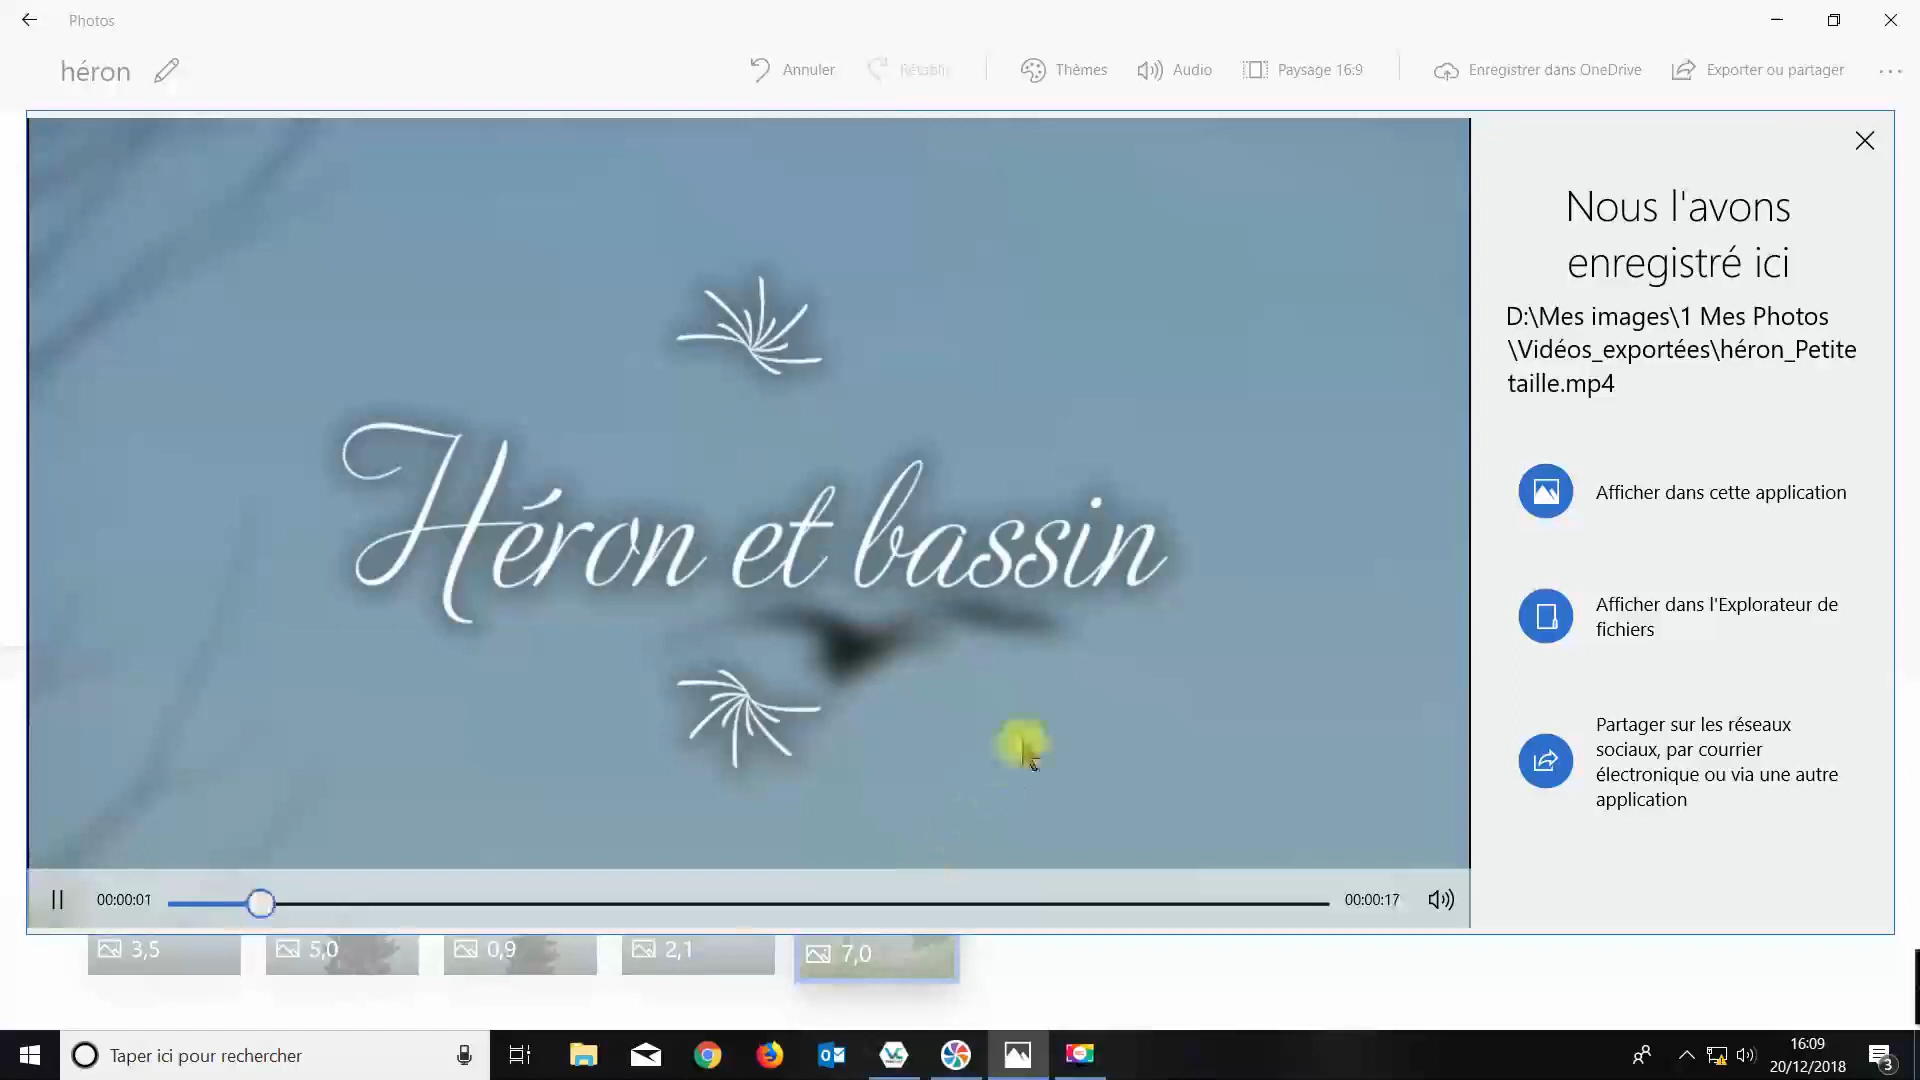 Photos
héron
Annuler
Rétablir
Thèmes
Audio
Paysage 16:9
Enregistrer dans OneDrive
Exporter ou partager
Héron et bassin
Nous l'avons
enregistré ici
D:\Mes images\1 Mes Photos
\Vidéos_exportées\héron_Petite
taille.mp4
Afficher dans cette application
Afficher dans l'Explorateur de
fichiers
Partager sur les réseaux
sociaux, par courrier
électronique ou via une autre
application
00:00:01
00:00:17
3,5
5,0
0,9
2,1
7,0
Taper ici pour rechercher
16:09
20/12/2018
3